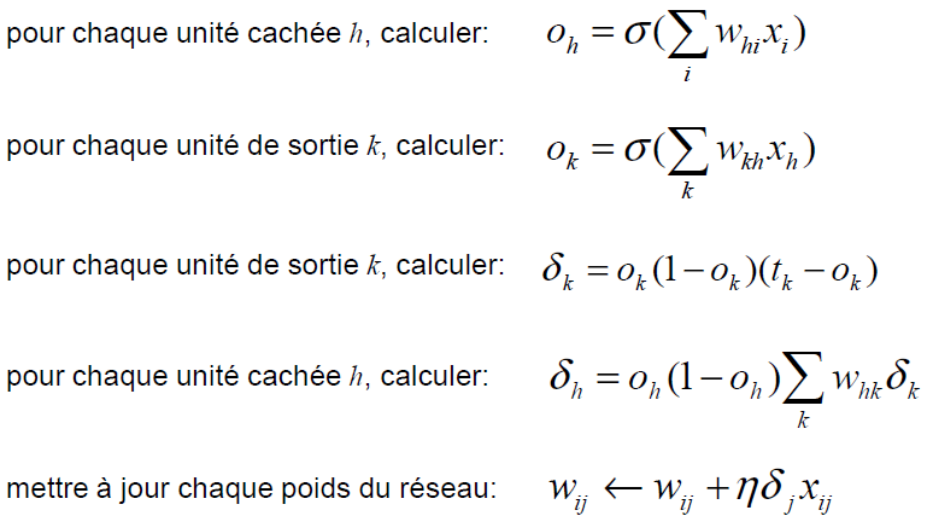 pour chaque unité cachée h, calculer: $o_h = \sigma(\sum_i w_{hi} x_i)$
pour chaque unité de sortie k, calculer: $o_k = \sigma(\sum_k w_{kh} x_h)$
pour chaque unité de sortie k, calculer: $\delta_k = o_k(1-o_k)(t_k-o_k)$
pour chaque unité cachée h, calculer: $\delta_h = o_h(1-o_h)\sum_k w_{hk}\delta_k$
mettre à jour chaque poids du réseau: $w_{ij} \leftarrow w_{ij} + \eta\delta_j x_{ij}$